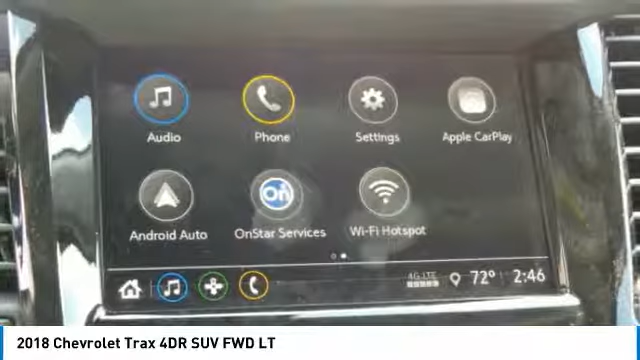 Audio
Phone
Settings
Apple CarPlay
Android Auto
On
OnStar Services
Wi-Fi Hotspot
4G LTE
72°
2:46
2018 Chevrolet Trax 4DR SUV FWD LT